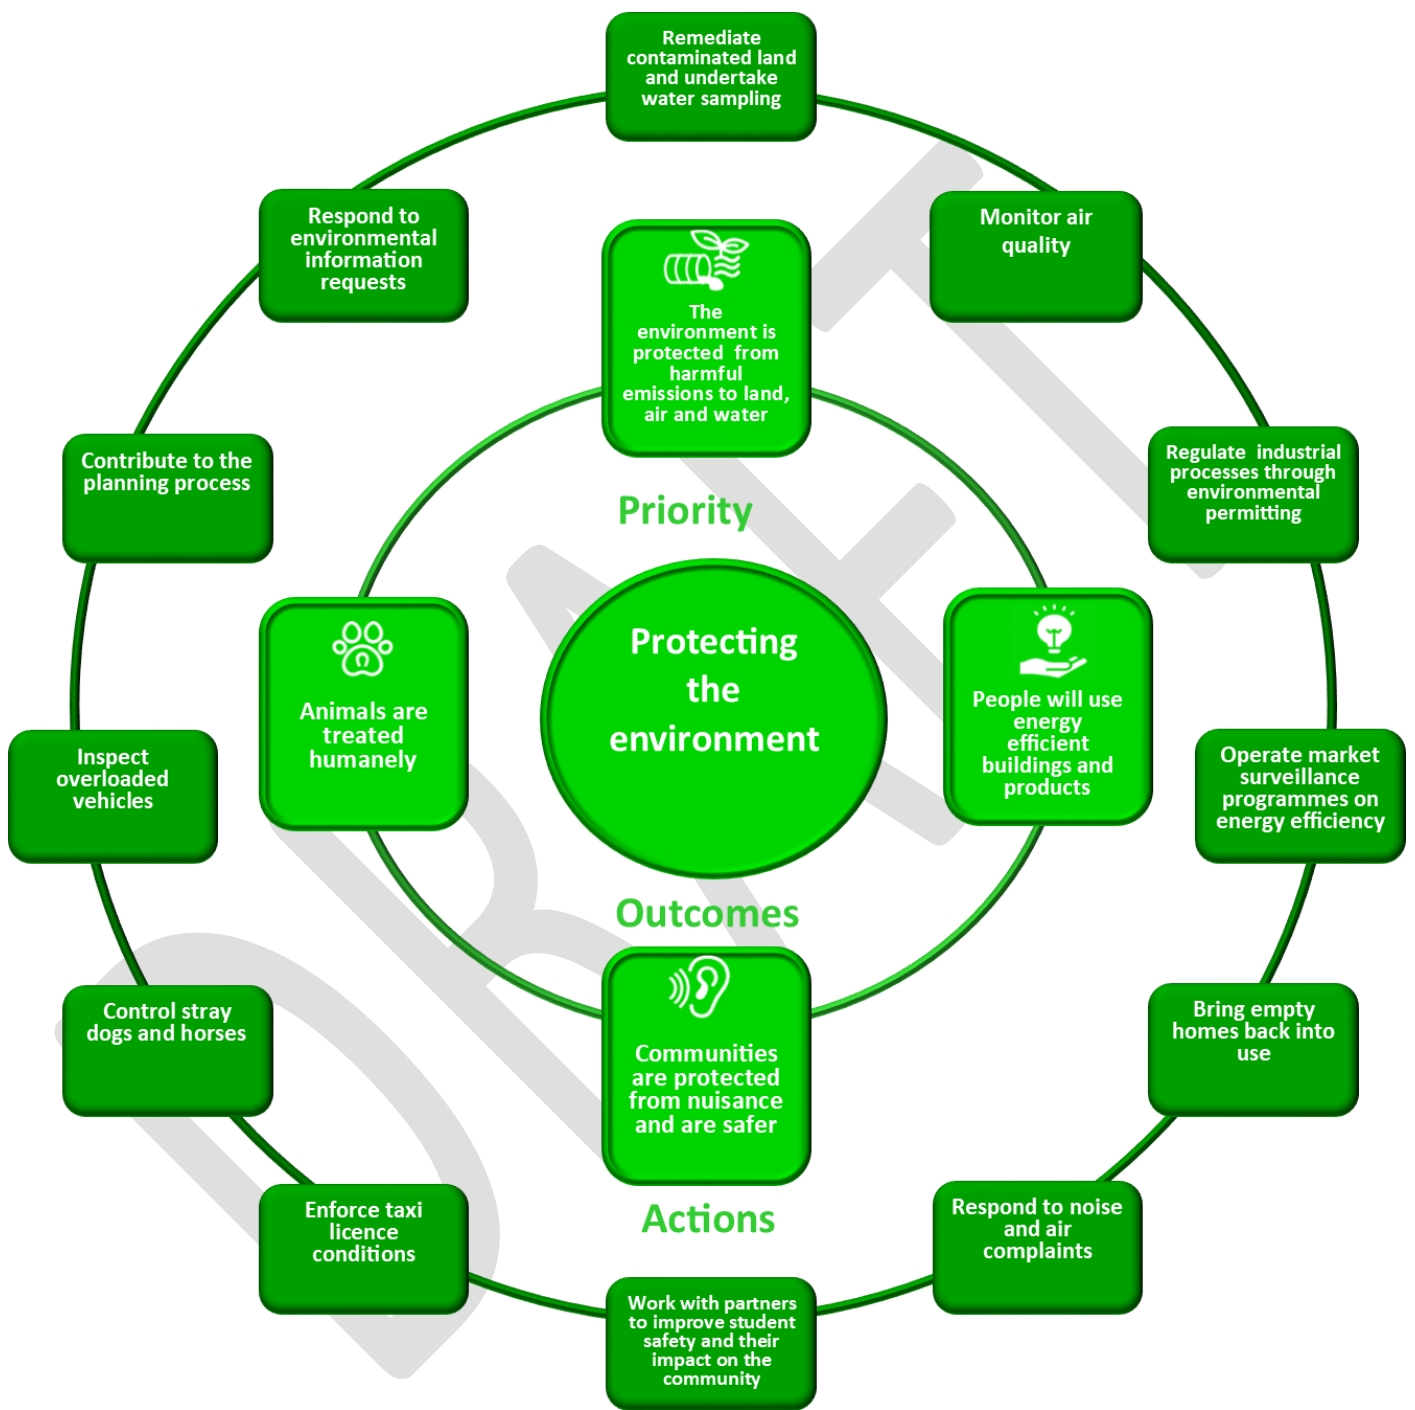 Remediate
contaminated land
and undertake
water sampling
Respond to
environmental
information
requests
Monitor air
quality
The
environment is
protected from
harmful
emissions to land,
air and water
Contribute to the
planning process
Regulate industrial
processes through
environmental
permitting
Priority
Protecting
the
environment
Animals are
treated
humanely
People will use
energy
efficient
buildings and
products
Inspect
overloaded
vehicles
Operate market
surveillance
programmes on
energy efficiency
Outcomes
Communities
are protected
from nuisance
and are safer
Control stray
dogs and horses
Bring empty
homes back into
use
Actions
Enforce taxi
licence
conditions
Respond to noise
and air
complaints
Work with partners
to improve student
safety and their
impact on the
community
DRAFT